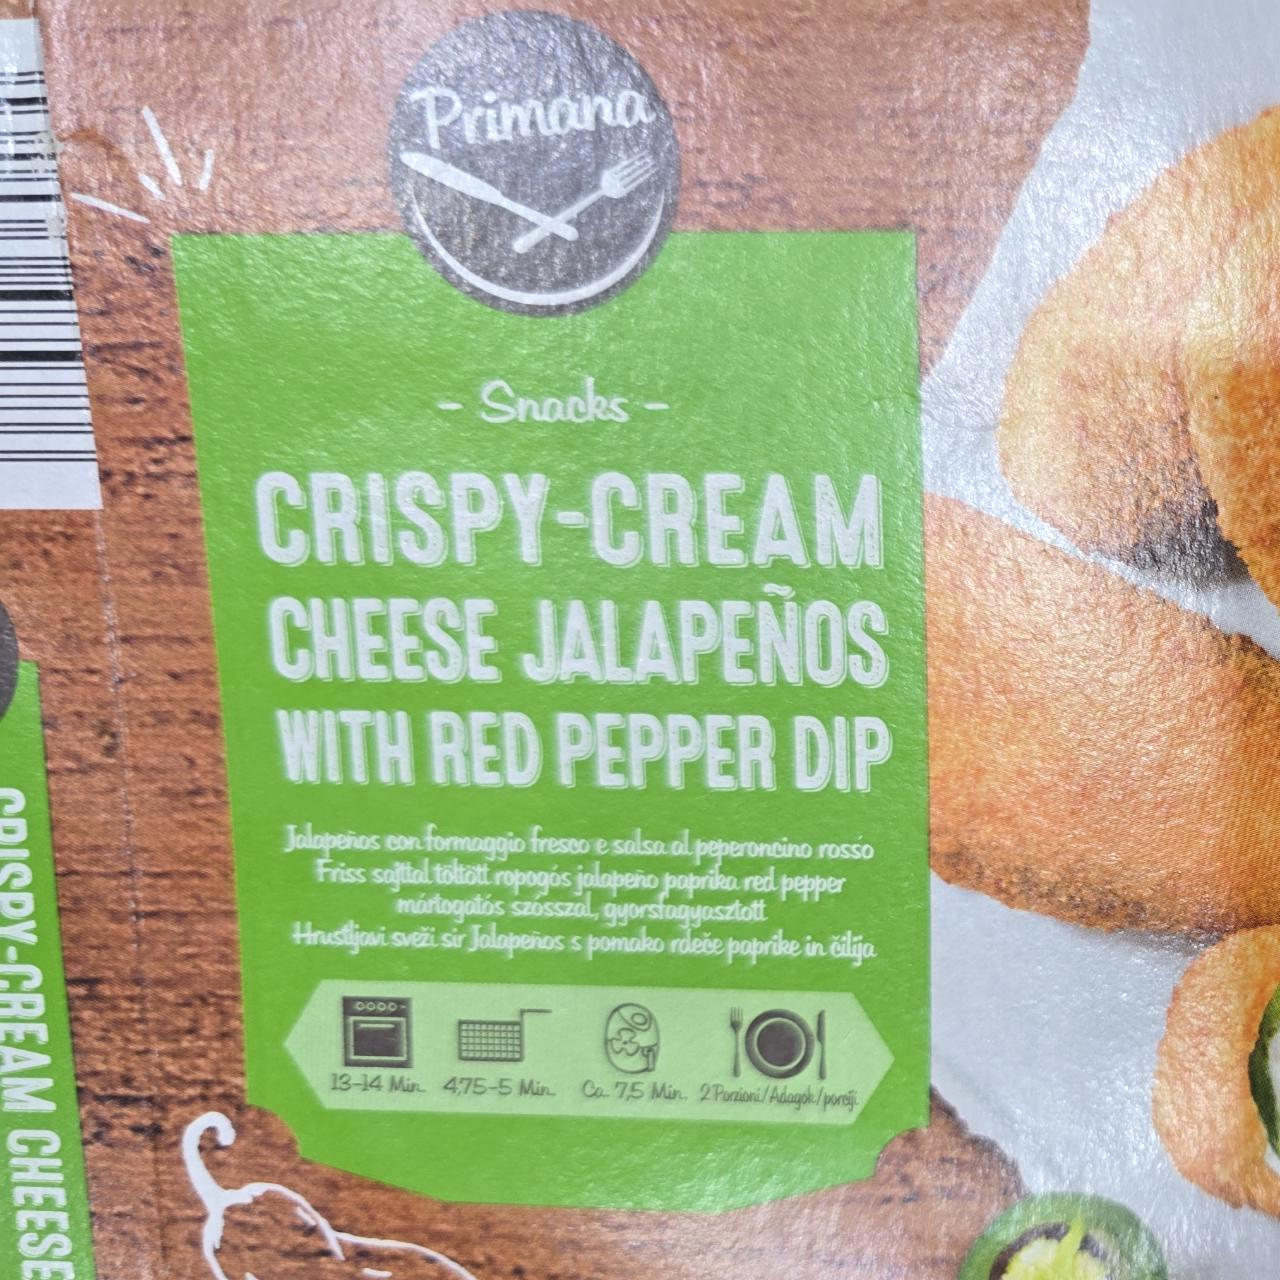 Primana
- Snacks -
CRISPY-CREAM
CHEESE JALAPEÑOS
WITH RED PEPPER DIP
Jalapeños con formaggio fresco e salsa al peperoncino rosso
Friss sajttal töltött ropogós jalapeño paprika red pepper
mártogatós szósszal, gyorsfagyasztott
Hrustljavi sveži sir Jalapeños s pomako rdeče paprike in čilija
13-14 Min. 4,75-5 Min. Ca. 7,5 Min. 2 Porzioni/Adagok/porciji
CRISPY-CREAM CHEESE